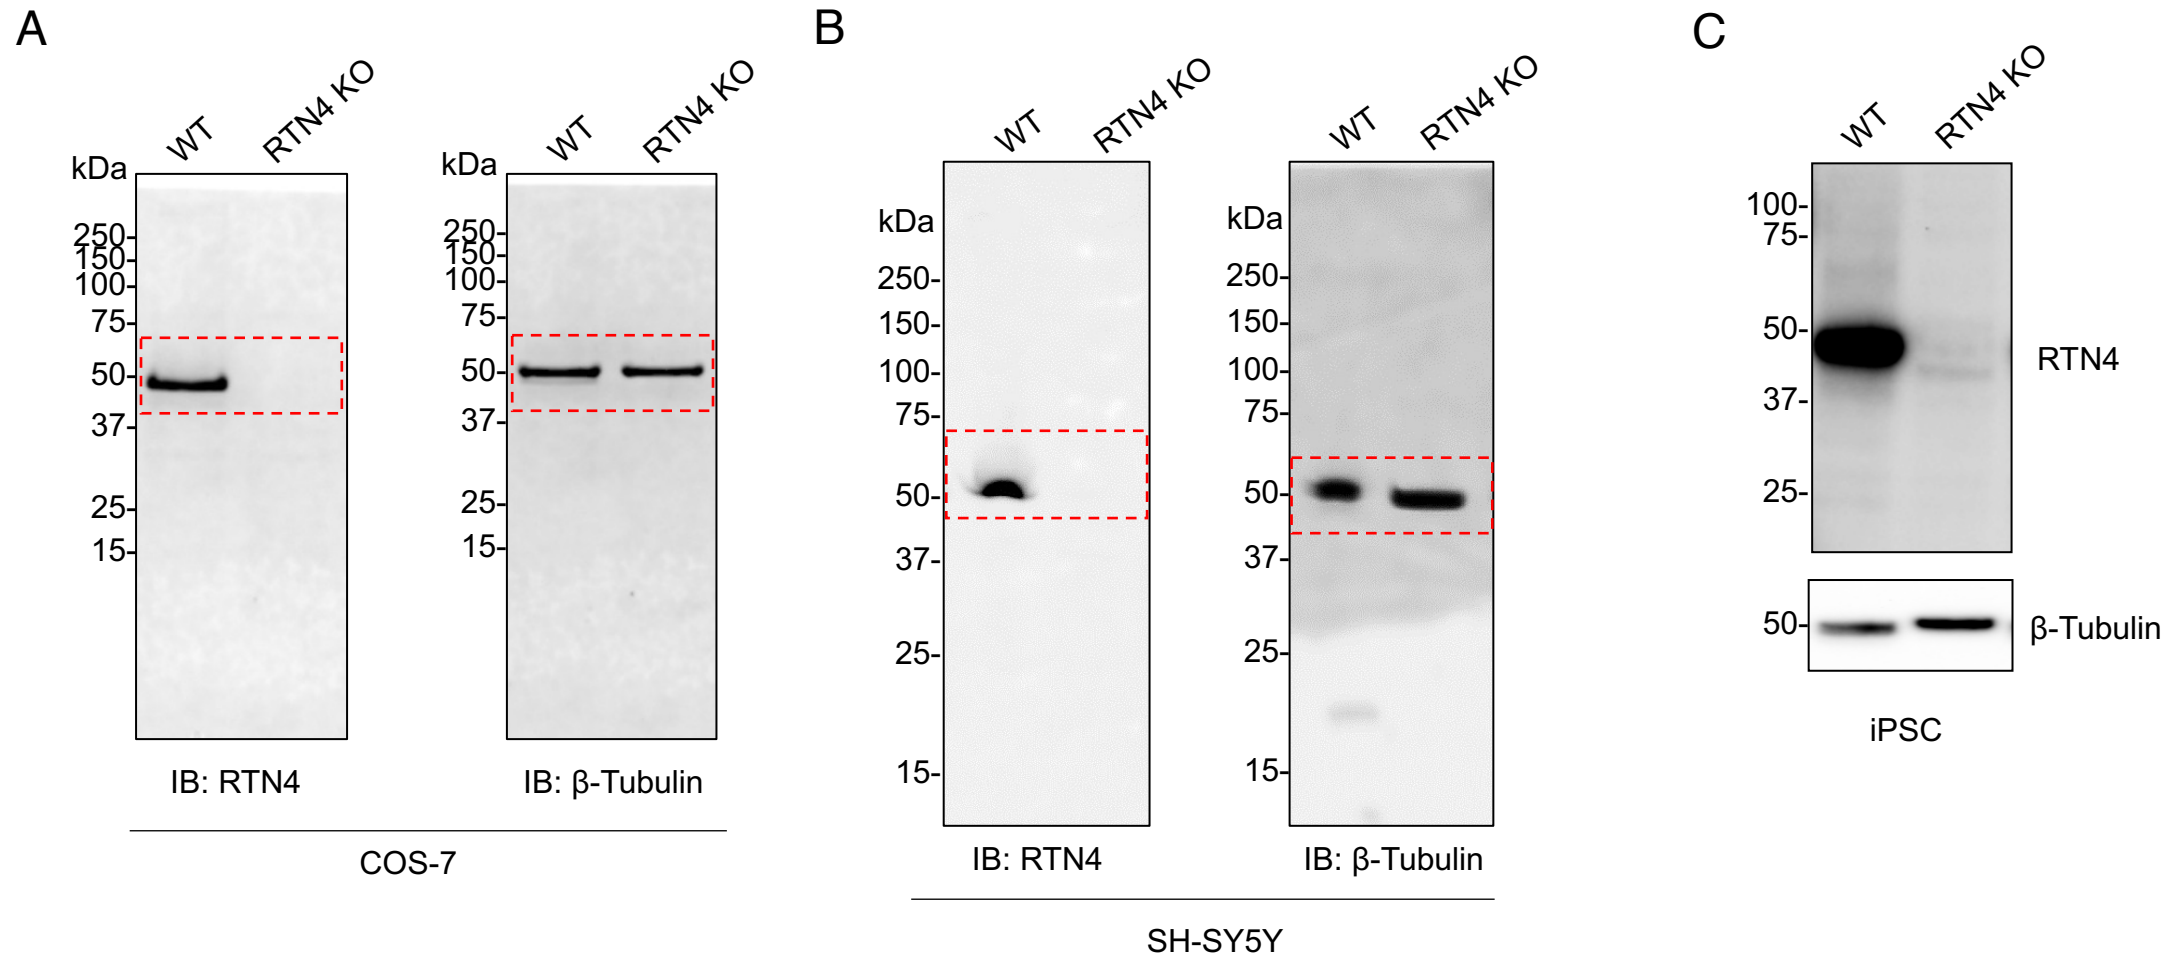 A
WT
RTN4 KO
kDa
250-
150-
100-
75-
50-
37-
25-
15-
IB: RTN4
WT
RTN4 KO
kDa
250-
150-
100-
75-
50-
37-
25-
15-
IB: β-Tubulin
COS-7
B
WT
RTN4 KO
kDa
250-
150-
100-
75-
50-
37-
25-
15-
IB: RTN4
WT
RTN4 KO
kDa
250-
150-
100-
75-
50-
37-
25-
15-
IB: β-Tubulin
SH-SY5Y
C
WT
RTN4 KO
100-
75-
50-
37-
25-
RTN4
50-
β-Tubulin
iPSC